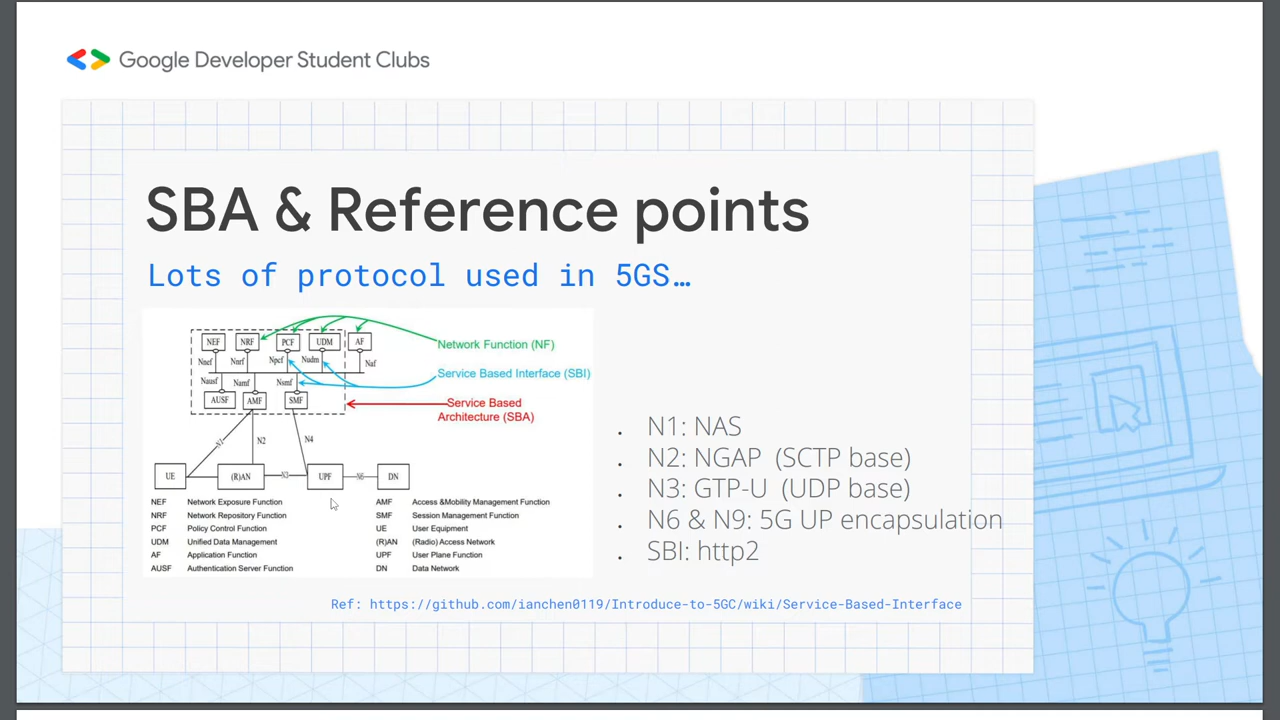 Google Developer Student Clubs
SBA & Reference points
Lots of protocol used in 5GS…
NEF NRF PCF UDM AF
Network Function (NF)
Nnef Nnrf Npcf Nudm Naf
Service Based Interface (SBI)
Nausf Namf Nsmf
AUSF AMF SMF
Service Based
Architecture (SBA)
N1 N2 N4
UE (R)AN N3 UPF N6 DN
NEF Network Exposure Function
NRF Network Repository Function
PCF Policy Control Function
UDM Unified Data Management
AF Application Function
AUSF Authentication Server Function
AMF Access &Mobility Management Function
SMF Session Management Function
UE User Equipment
(R)AN (Radio) Access Network
UPF User Plane Function
DN Data Network
. N1: NAS
. N2: NGAP (SCTP base)
. N3: GTP-U (UDP base)
. N6 & N9: 5G UP encapsulation
. SBI: http2
Ref: https://github.com/ianchen0119/Introduce-to-5GC/wiki/Service-Based-Interface